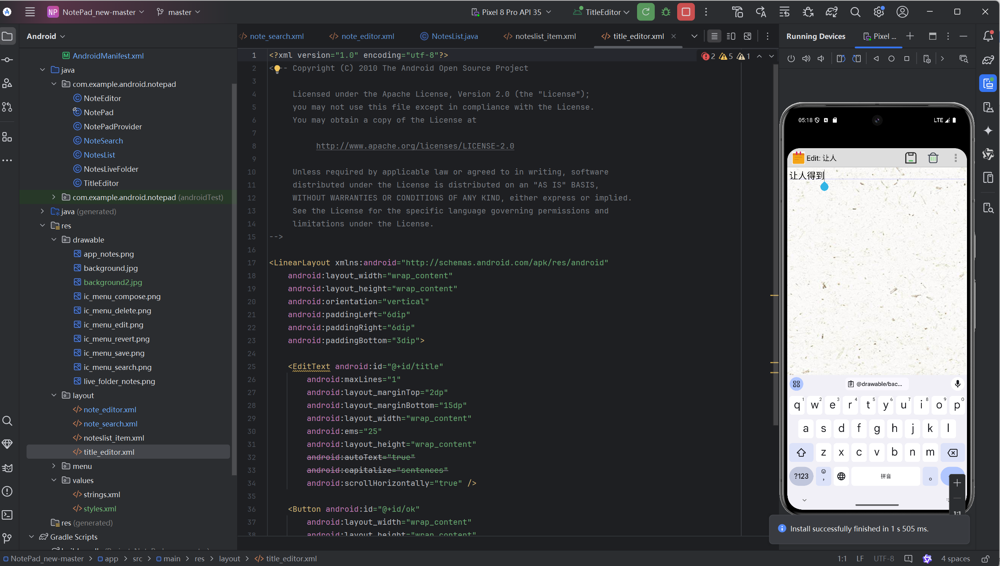 NP NotePad_new-master master Pixel 8 Pro API 35 TitleEditor
Android
AndroidManifest.xml
java
com.example.android.notepad
NoteEditor
NotePad
NotePadProvider
NoteSearch
NotesList
NotesLiveFolder
TitleEditor
com.example.android.notepad (androidTest)
java (generated)
res
drawable
app_notes.png
background.jpg
background2.jpg
ic_menu_compose.png
ic_menu_delete.png
ic_menu_edit.png
ic_menu_revert.png
ic_menu_save.png
ic_menu_search.png
live_folder_notes.png
layout
note_editor.xml
note_search.xml
noteslist_item.xml
title_editor.xml
menu
values
strings.xml
styles.xml
res (generated)
Gradle Scripts
note_search.xml note_editor.xml NotesList.java noteslist_item.xml title_editor.xml
2 5 1
1 <?xml version="1.0" encoding="utf-8"?>
2 <!-- Copyright (C) 2010 The Android Open Source Project
3
4 Licensed under the Apache License, Version 2.0 (the "License");
5 you may not use this file except in compliance with the License.
6 You may obtain a copy of the License at
7
8 http://www.apache.org/licenses/LICENSE-2.0
9
10 Unless required by applicable law or agreed to in writing, software
11 distributed under the License is distributed on an "AS IS" BASIS,
12 WITHOUT WARRANTIES OR CONDITIONS OF ANY KIND, either express or implied.
13 See the License for the specific language governing permissions and
14 limitations under the License.
15 -->
16
17 <LinearLayout xmlns:android="http://schemas.android.com/apk/res/android"
18 android:layout_width="wrap_content"
19 android:layout_height="wrap_content"
20 android:orientation="vertical"
21 android:paddingLeft="6dip"
22 android:paddingRight="6dip"
23 android:paddingBottom="3dip">
24
25 <EditText android:id="@+id/title"
26 android:maxLines="1"
27 android:layout_marginTop="2dp"
28 android:layout_marginBottom="15dp"
29 android:layout_width="wrap_content"
30 android:ems="25"
31 android:layout_height="wrap_content"
32 android:autoText="true"
33 android:capitalize="sentences"
34 android:scrollHorizontally="true" />
35
36 <Button android:id="@+id/ok"
37 android:layout_width="wrap_content"
38 android:layout_height="wrap_content"
Running Devices Pixel ...
05:18 LTE
Edit: 让人
让人得到
@drawable/bac...
q1 w2 e3 r4 t5 y6 u7 i8 o9 p0
a s d f g h j k l
z x c v b n m
?123 , 拼音 。
1:1
Install successfully finished in 1 s 505 ms.
NotePad_new-master > app > src > main > res > layout > title_editor.xml
1:1 LF UTF-8 4 spaces